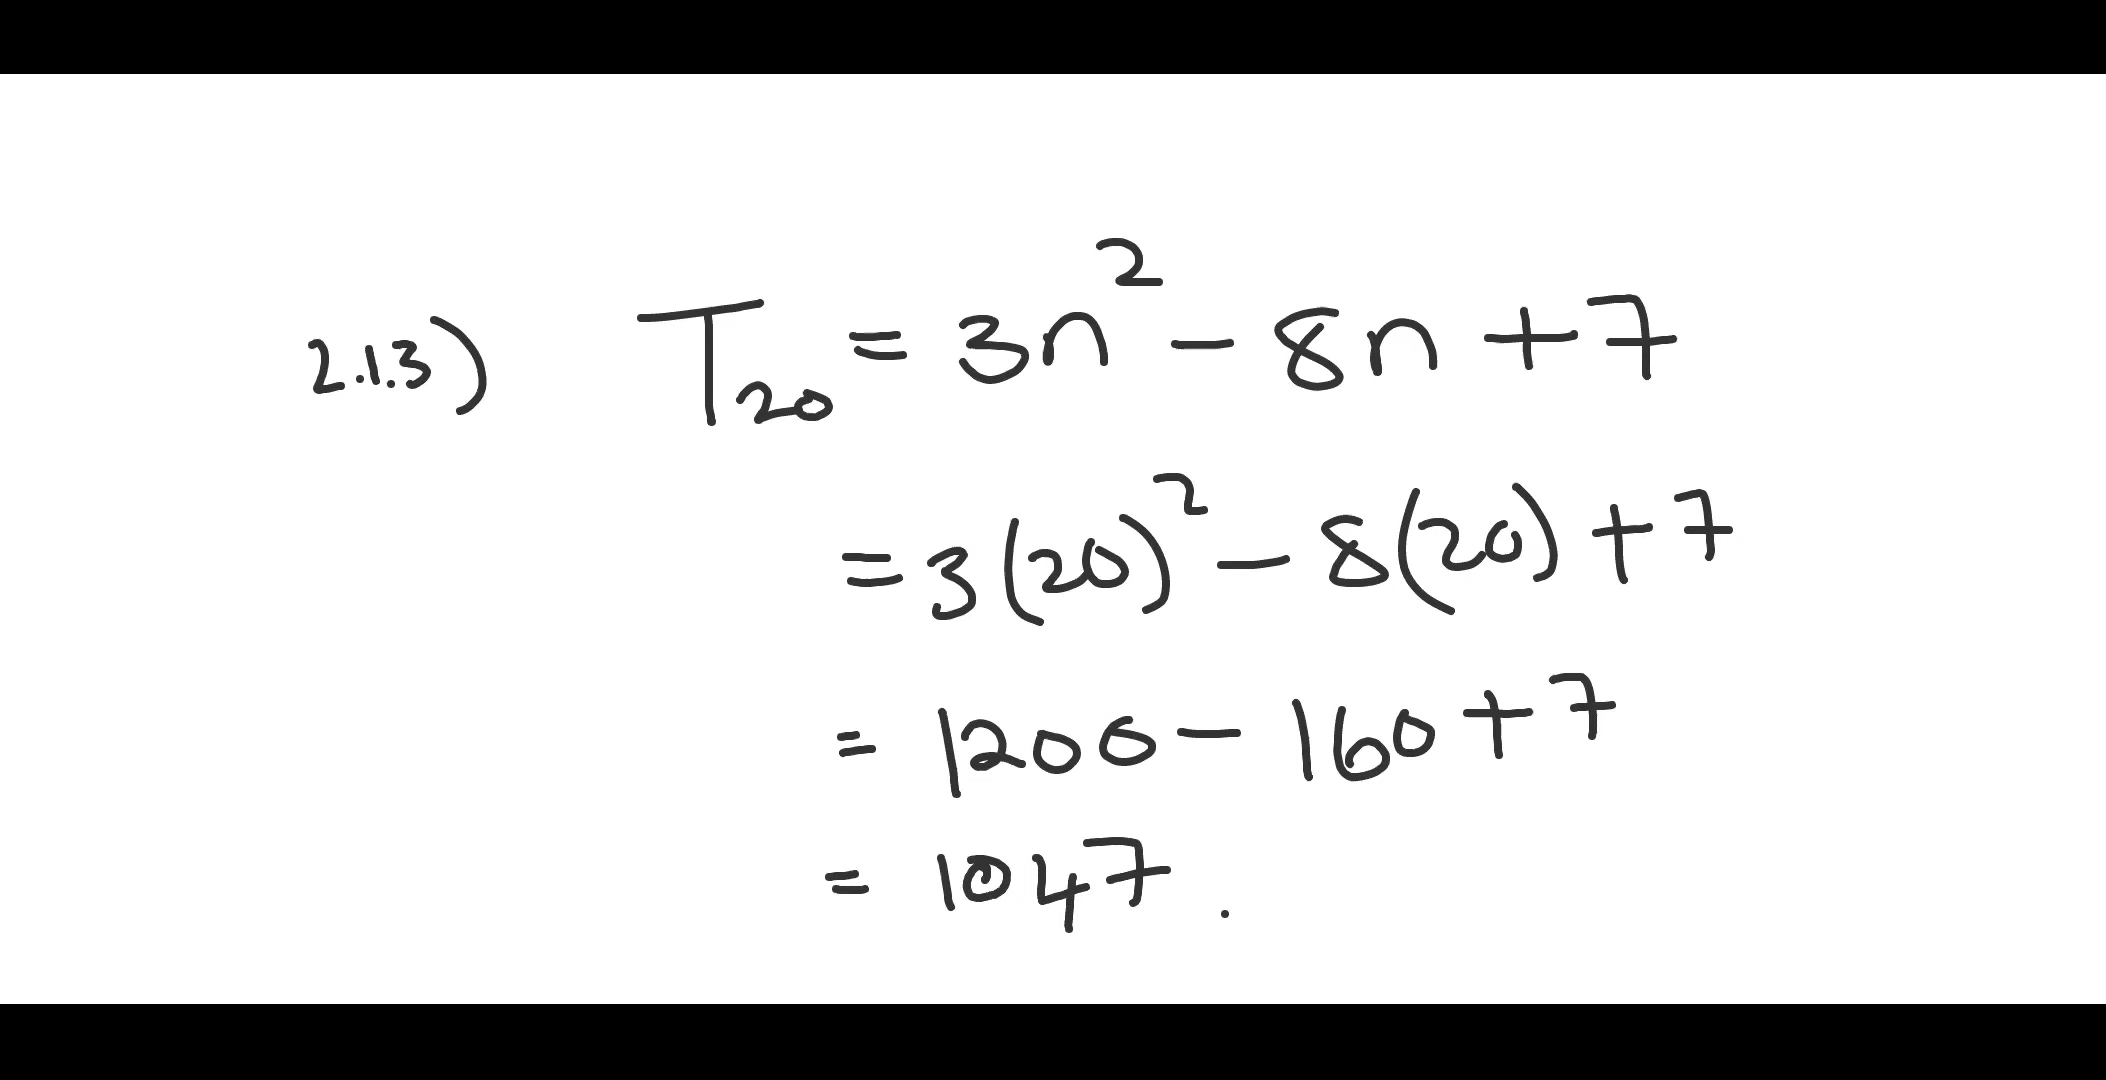 2.1.3) T₂₀ = 3n² - 8n + 7
= 3(20)² - 8(20) + 7
= 1200 - 160 + 7
= 1047.